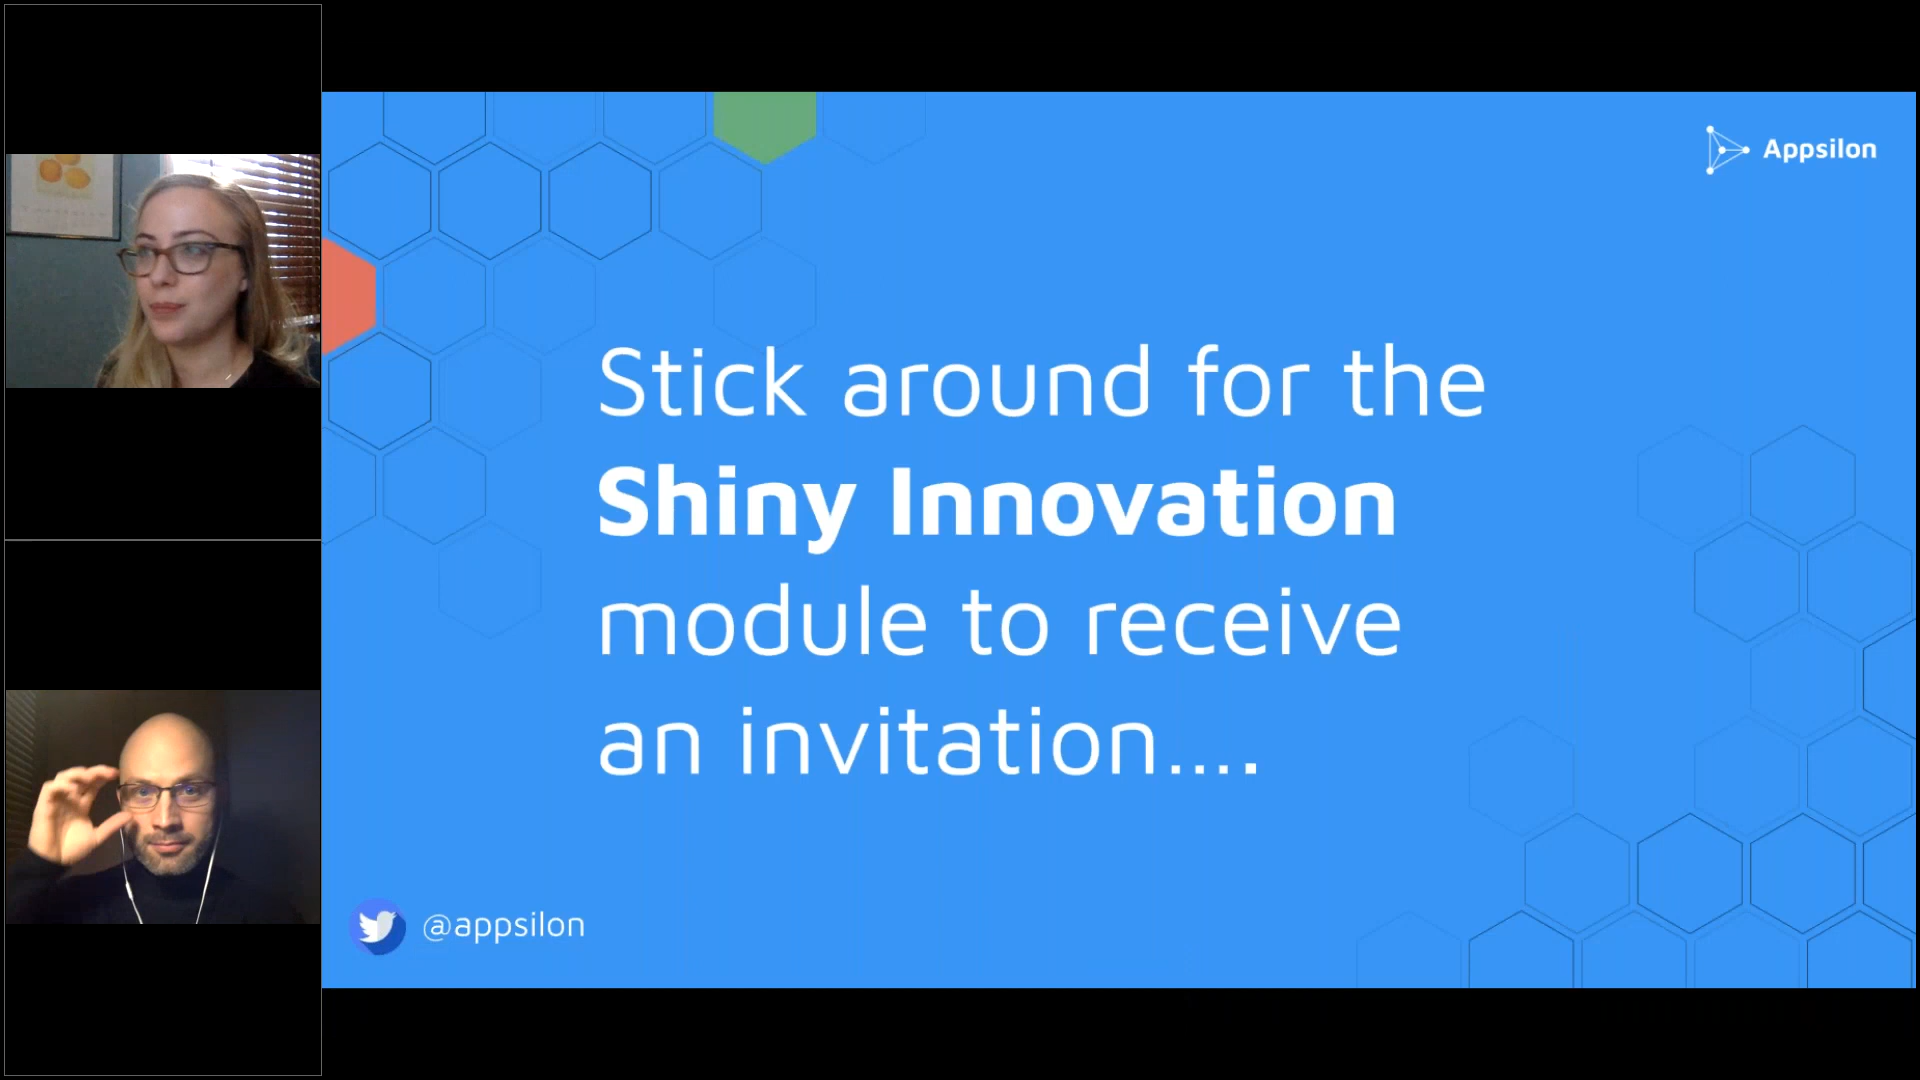 Appsilon
Stick around for the
Shiny Innovation
module to receive
an invitation....
@appsilon